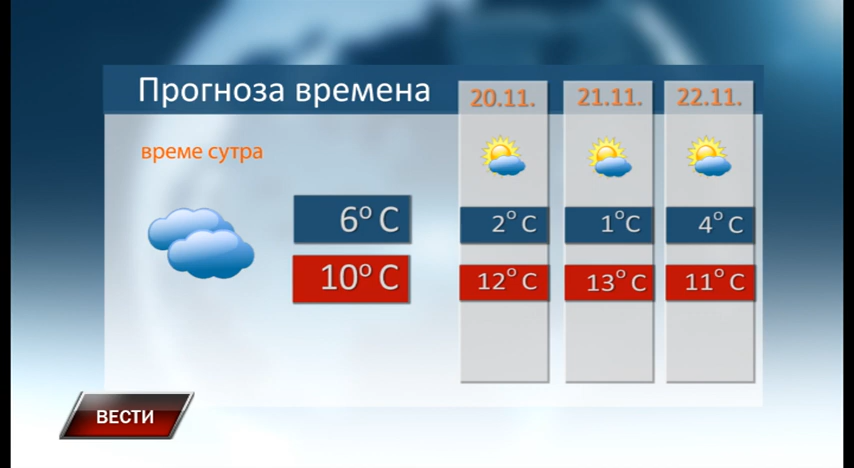 Прогноза времена
време сутра
6° C
10° C
20.11.
2° C
12° C
21.11.
1°C
13° C
22.11.
4° C
11° C
ВЕСТИ